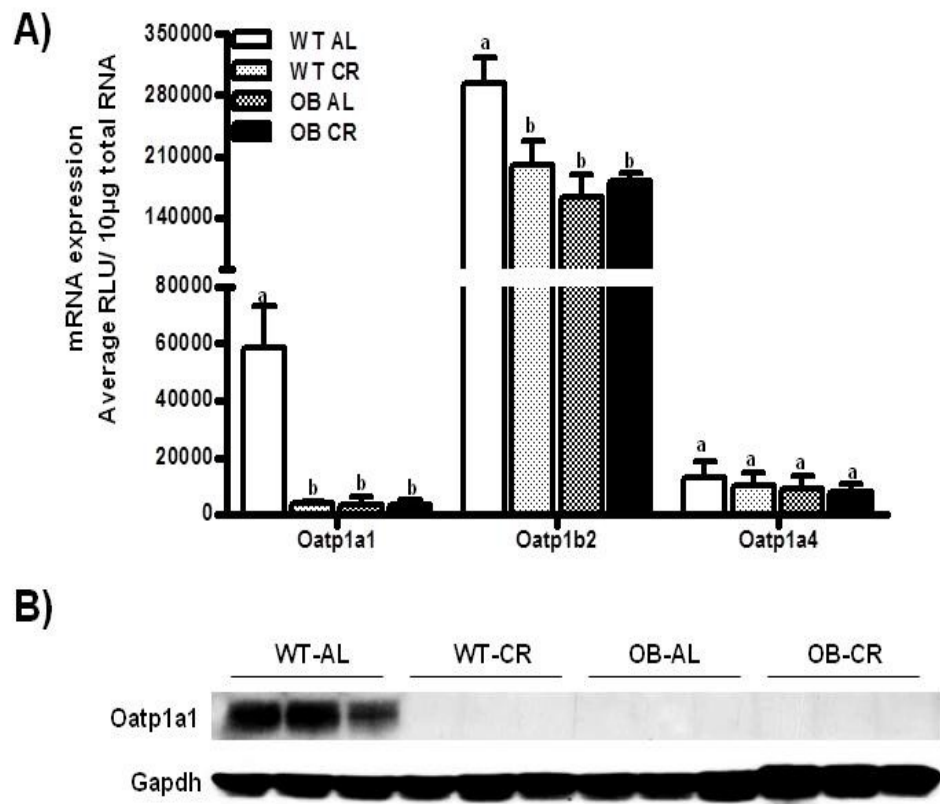 A)
mRNA expression
Average RLU/ 10µg total RNA
350000
280000
210000
140000
80000
60000
40000
20000
0
WT AL
WT CR
OB AL
OB CR
a
b
b
b
a
b
b
b
a
a
a
a
Oatp1a1
Oatp1b2
Oatp1a4
B)
WT-AL
WT-CR
OB-AL
OB-CR
Oatp1a1
Gapdh